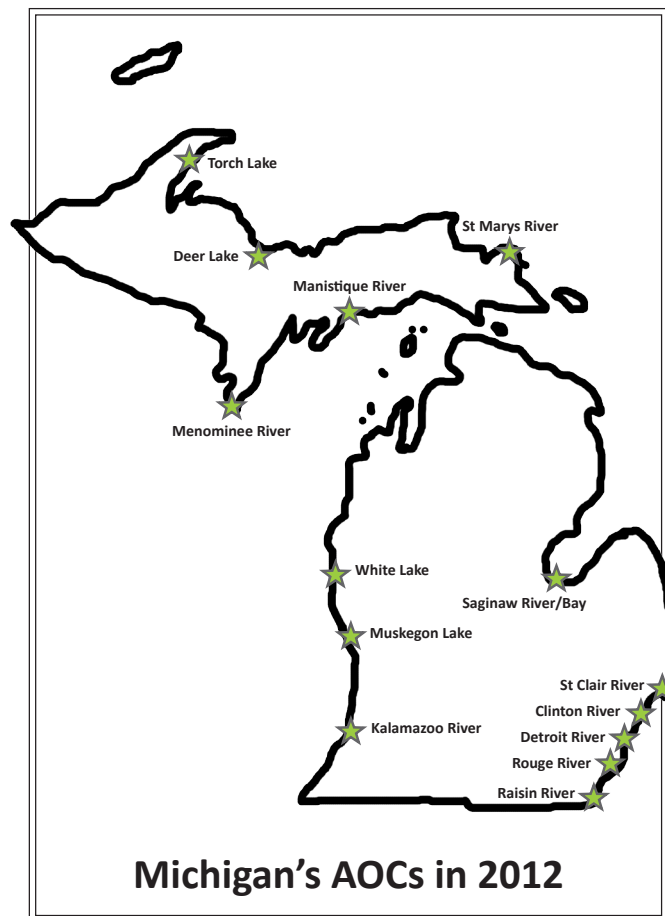 Torch Lake
St Marys River
Deer Lake
Manistique River
Menominee River
White Lake
Saginaw River/Bay
Muskegon Lake
St Clair River
Clinton River
Kalamazoo River
Detroit River
Rouge River
Raisin River
Michigan's AOCs in 2012